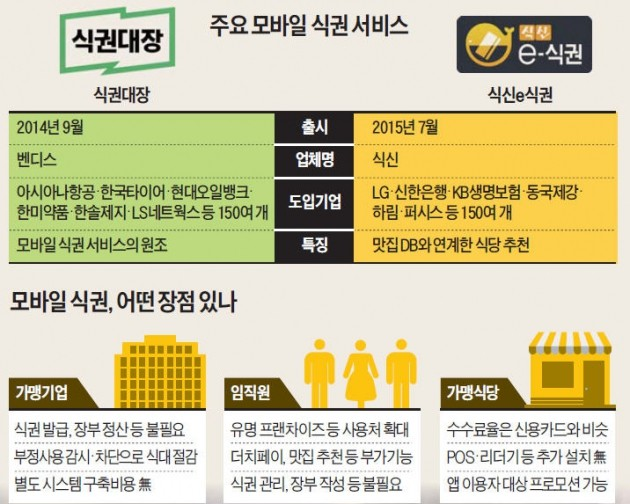 식권대장
주요 모바일 식권 서비스
식신
e-식권
식권대장
식신e식권
2014년 9월
출시
2015년 7월
벤디스
업체명
식신
아시아나항공·한국타이어·현대오일뱅크·
한미약품·한솔제지·LS네트웍스 등 150여 개
도입기업
LG·신한은행·KB생명보험·동국제강·
하림·퍼시스 등 150여 개
모바일 식권 서비스의 원조
특징
맛집 DB와 연계한 식당 추천
모바일 식권, 어떤 장점 있나
가맹기업
식권 발급, 장부 정산 등 불필요
부정사용 감시·차단으로 식대 절감
별도 시스템 구축비용 無
임직원
유명 프랜차이즈 등 사용처 확대
더치페이, 맛집 추천 등 부가기능
식권 관리, 장부 작성 등 불필요
가맹식당
수수료율은 신용카드와 비슷
POS·리더기 등 추가 설치 無
앱 이용자 대상 프로모션 가능